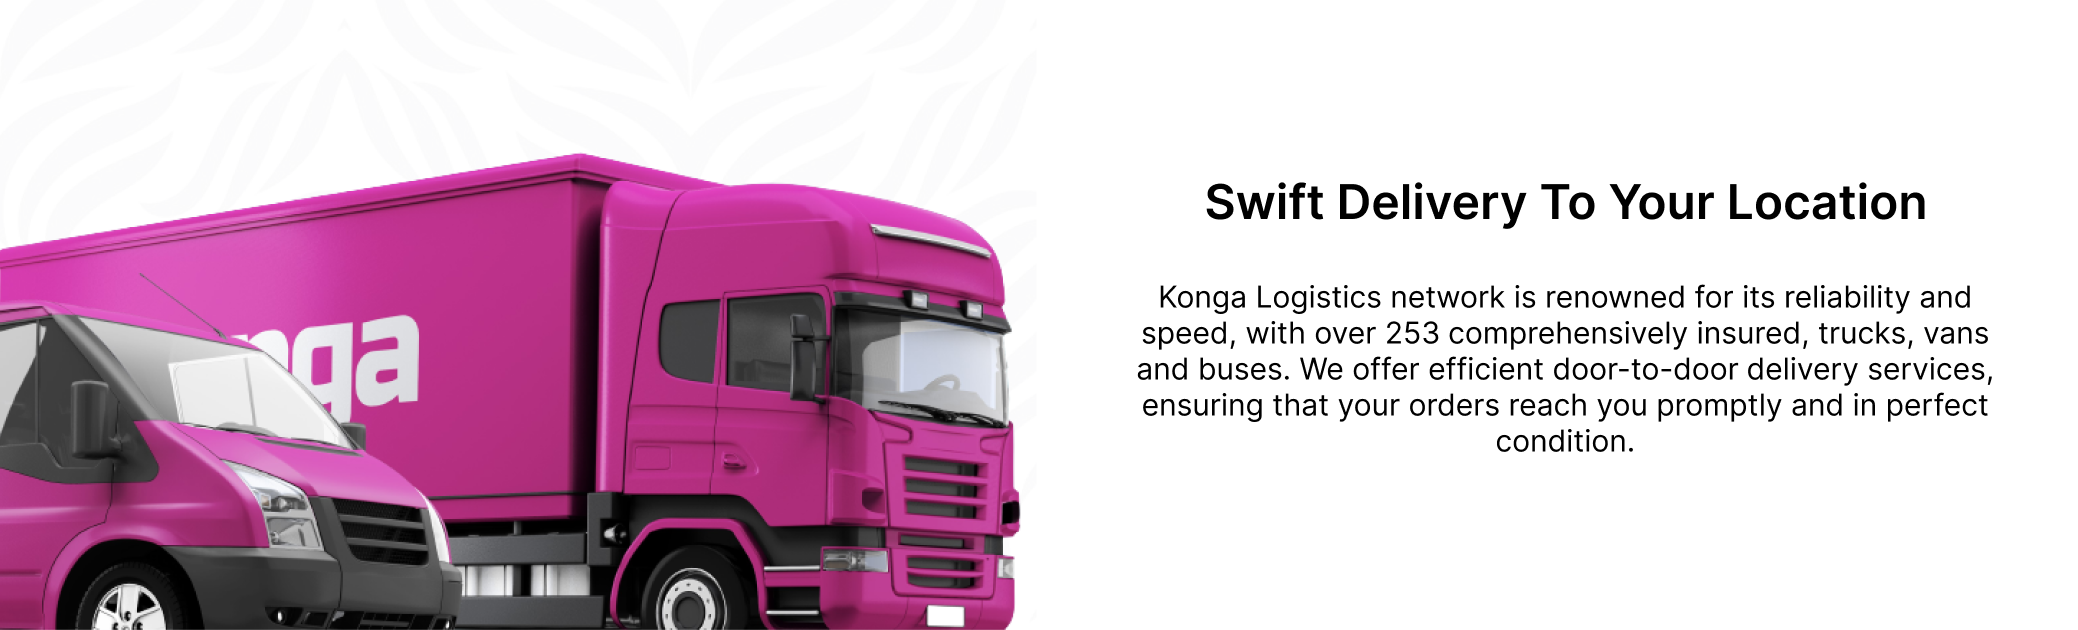 nga
Swift Delivery To Your Location
Konga Logistics network is renowned for its reliability and
speed, with over 253 comprehensively insured, trucks, vans
and buses. We offer efficient door-to-door delivery services,
ensuring that your orders reach you promptly and in perfect
condition.